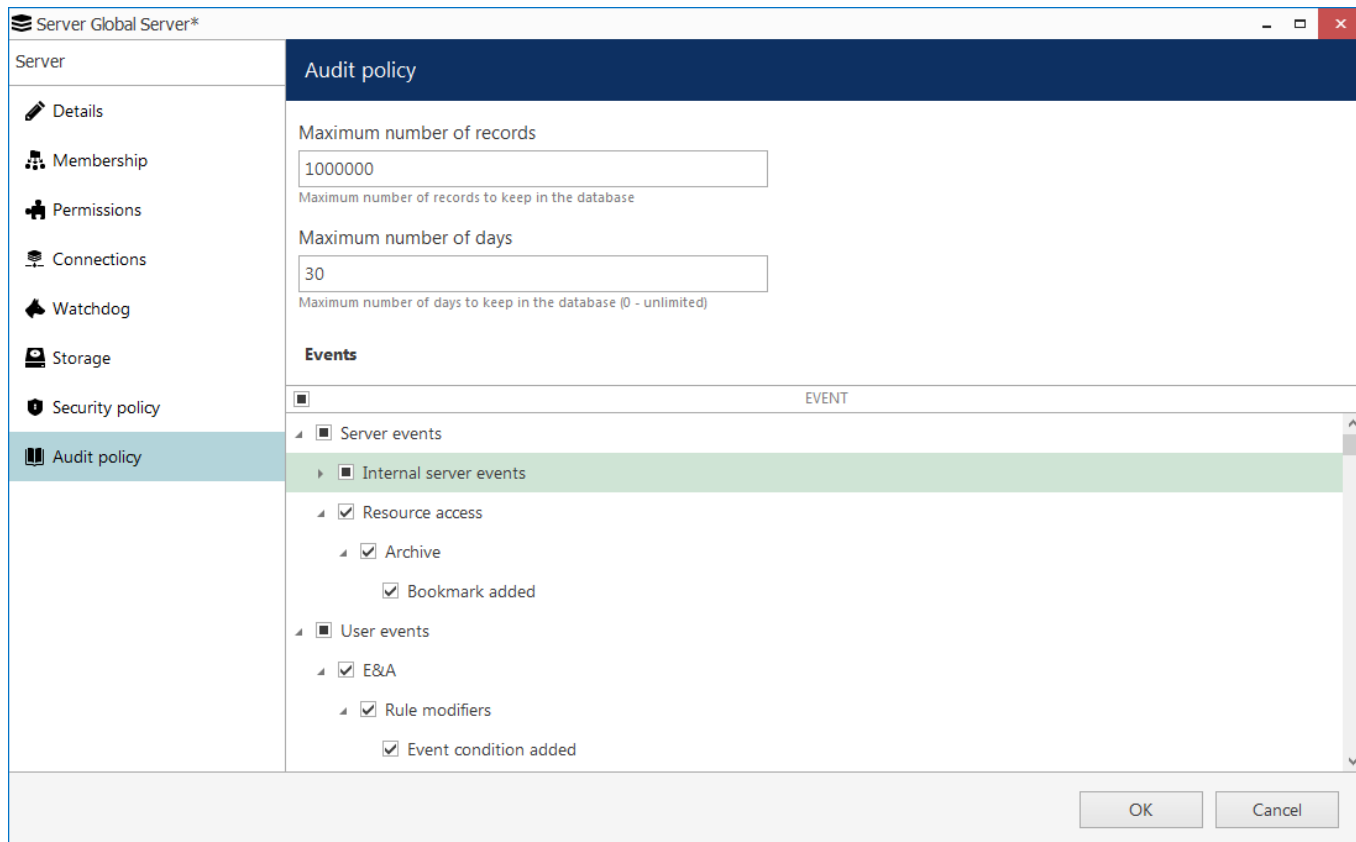 Server Global Server*
Server
Details
Membership
Permissions
Connections
Watchdog
Storage
Security policy
Audit policy
Audit policy
Maximum number of records
1000000
Maximum number of records to keep in the database
Maximum number of days
30
Maximum number of days to keep in the database (0 - unlimited)
Events
EVENT
Server events
Internal server events
Resource access
Archive
Bookmark added
User events
E&A
Rule modifiers
Event condition added
OK
Cancel